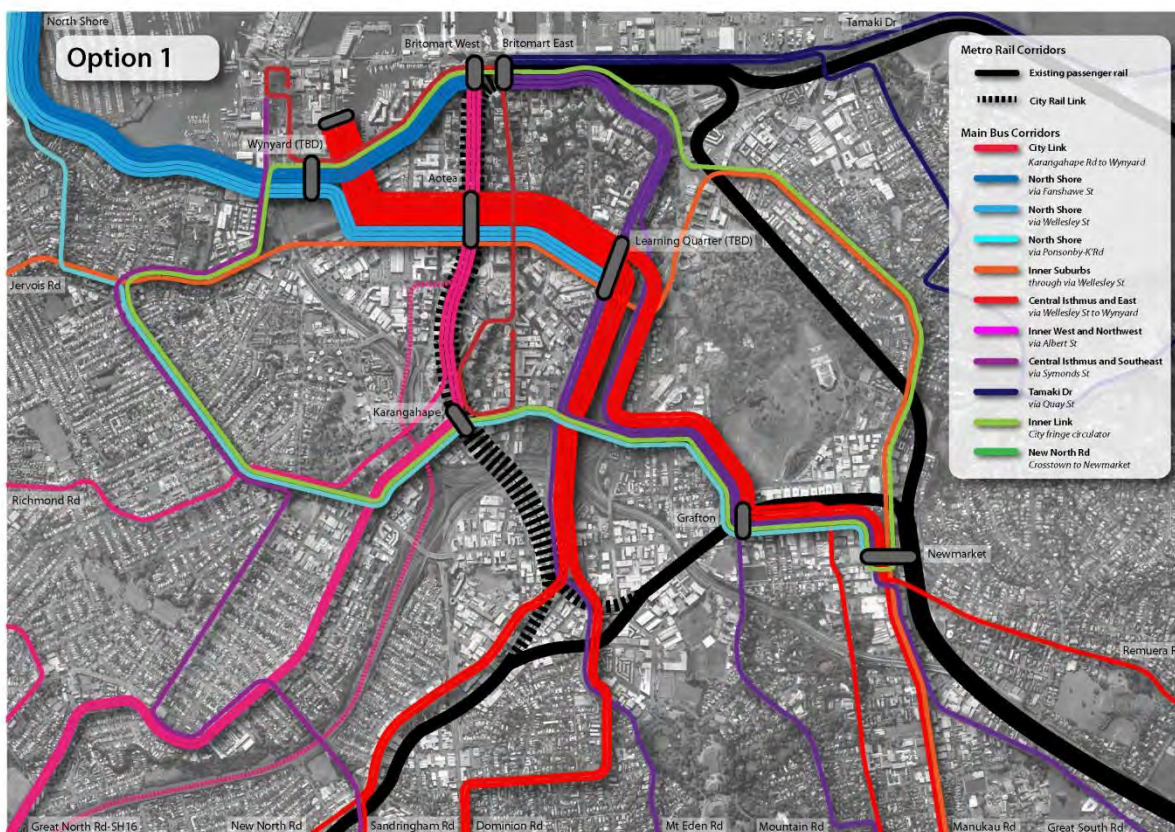 North Shore
Option 1
Britomart West
Britomart East
Tamaki Dr
Metro Rail Corridors
Existing passenger rail
City Rail Link
Main Bus Corridors
City Link
Karangahape Rd to Wynyard
North Shore
via Fanshawe St
North Shore
via Wellesley St
North Shore
via Ponsonby-K'Rd
Inner Suburbs
through via Wellesley St
Central Isthmus and East
via Wellesley St to Wynyard
Inner West and Northwest
via Albert St
Central Isthmus and Southeast
via Symonds St
Tamaki Dr
via Quay St
Inner Link
City fringe circulator
New North Rd
Crosstown to Newmarket
Wynyard (TBD)
Aotea
Learning Quarter (TBD)
Jervois Rd
Karangahape
Richmond Rd
Grafton
Newmarket
Remuera R
Great North Rd-SH16
New North Rd
Sandringham Rd
Dominion Rd
Mt Eden Rd
Mountain Rd
Manukau Rd
Great South Rd